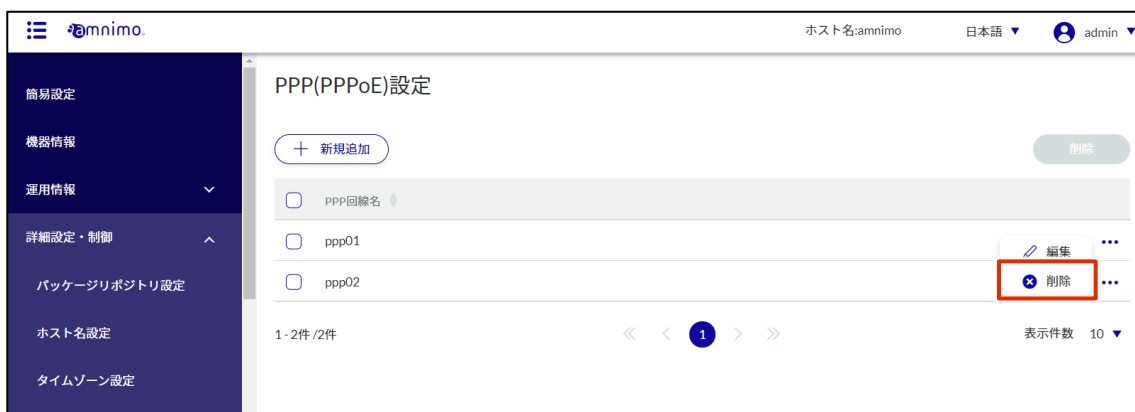 amnimo
ホスト名:amnimo
日本語 ▼
admin ▼
簡易設定
機器情報
運用情報
詳細設定・制御
パッケージリポジトリ設定
ホスト名設定
タイムゾーン設定
PPP(PPPoE)設定
新規追加
削除
PPP回線名
ppp01
編集
ppp02
削除
1 - 2件 /2件
1
表示件数 10 ▼